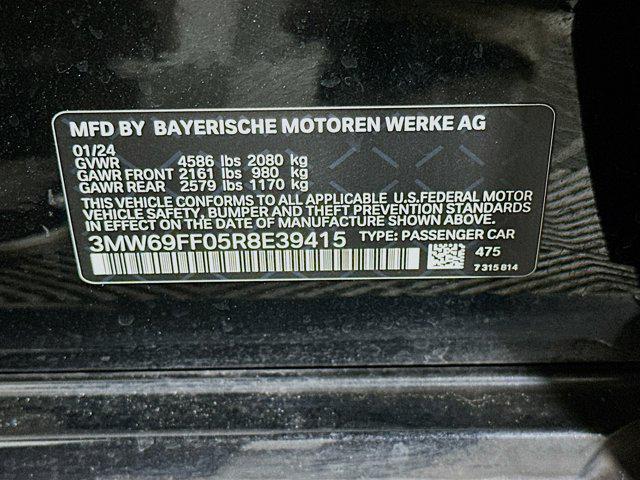 MFD BY BAYERISCHE MOTOREN WERKE AG
01/24
GVWR 4586 lbs 2080 kg
GAWR FRONT 2161 lbs 980 kg
GAWR REAR 2579 lbs 1170 kg
THIS VEHICLE CONFORMS TO ALL APPLICABLE U.S.FEDERAL MOTOR
VEHICLE SAFETY, BUMPER AND THEFT PREVENTION STANDARDS
IN EFFECT ON THE DATE OF MANUFACTURE SHOWN ABOVE.
3MW69FF05R8E39415 TYPE: PASSENGER CAR
475
7 315 814